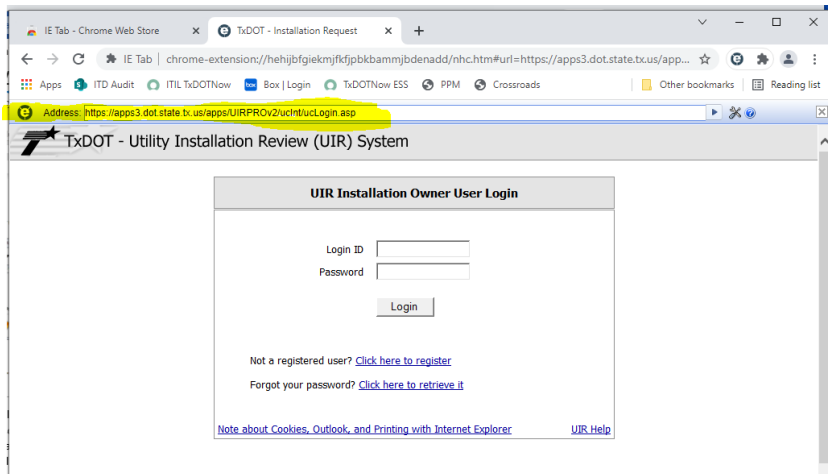 IE Tab - Chrome Web Store
TxDOT - Installation Request
IE Tab chrome-extension://hehijbfgiekmjfkfjpbkbammjbdenadd/nhc.htm#url=https://apps3.dot.state.tx.us/app...
Apps ITD Audit ITIL TxDOTNow box Box | Login TxDOTNow ESS PPM Crossroads Other bookmarks Reading list
Address: https://apps3.dot.state.tx.us/apps/UIRPROv2/ucInt/ucLogin.asp
TxDOT - Utility Installation Review (UIR) System
UIR Installation Owner User Login
Login ID
Password
Login
Not a registered user? Click here to register
Forgot your password? Click here to retrieve it
Note about Cookies, Outlook, and Printing with Internet Explorer UIR Help